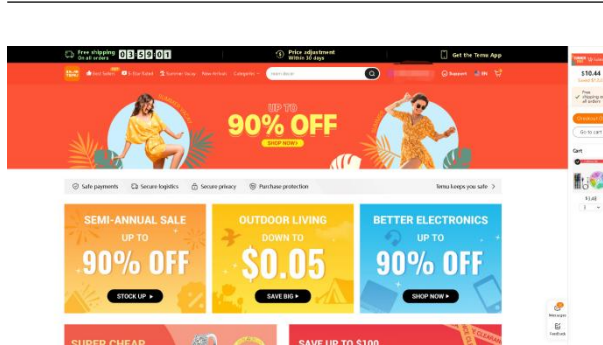 Free shipping
On all orders
03:59:01
Price adjustment
Within 30 days
Get the Temu App
Best Sellers
5-Star Rated
New Arrivals
Categories
Support
EN
SUMMER VACAY
UP TO
90% OFF
SHOP NOW
Safe payments
Secure logistics
Secure privacy
Purchase protection
Temu keeps you safe >
SEMI-ANNUAL SALE
UP TO
90% OFF
STOCK UP
OUTDOOR LIVING
DOWN TO
$0.05
SAVE BIG
BETTER ELECTRONICS
UP TO
90% OFF
SHOP NOW
SUPER CHEAP
SAVE UP TO $100
$10.44
Free
shipping on
all orders
Go to cart
Cart
1
Messages
Feedback